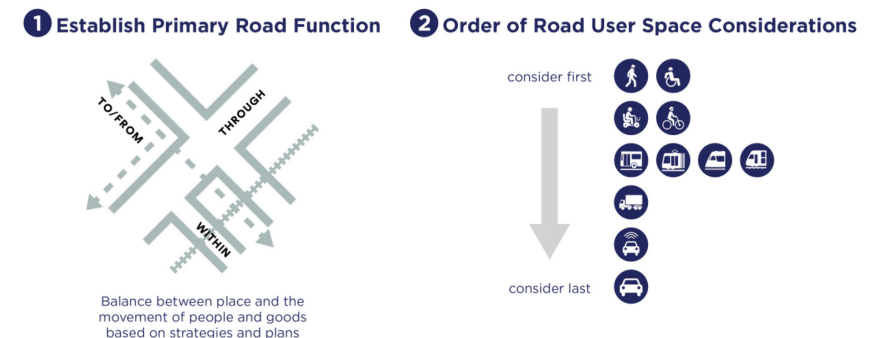 1 Establish Primary Road Function
TO/FROM
THROUGH
WITHIN
Balance between place and the
movement of people and goods
based on strategies and plans
2 Order of Road User Space Considerations
consider first
consider last